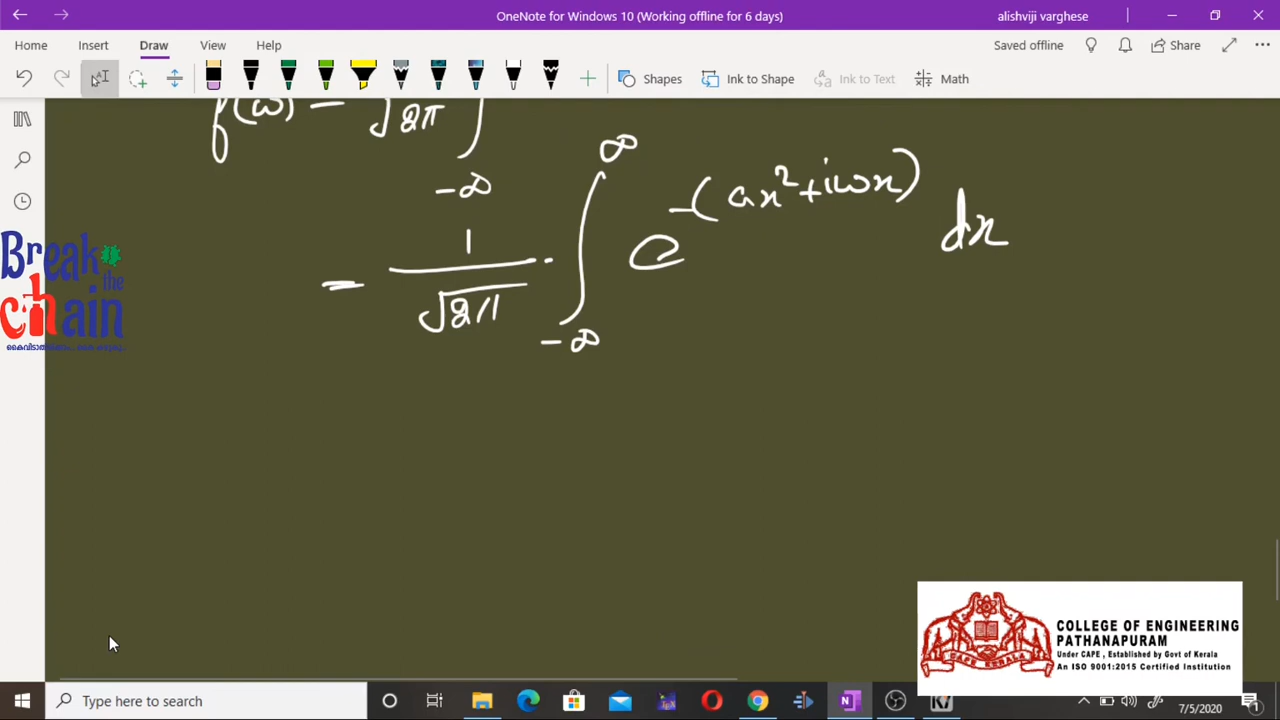 OneNote for Windows 10 (Working offline for 6 days)
alishviji varghese
Home Insert Draw View Help
Saved offline
Share
Shapes
Ink to Shape
Ink to Text
Math
f(ω) = √2π ∫
-∞
= 1/√2π · ∫ -∞ ∞ e^-(ax²+iωx) dx
Break
the
chain
COLLEGE OF ENGINEERING
PATHANAPURAM
Under CAPE , Established by Govt of Kerala
An ISO 9001:2015 Certified Institution
CAPE KERALA
Type here to search
7/5/2020